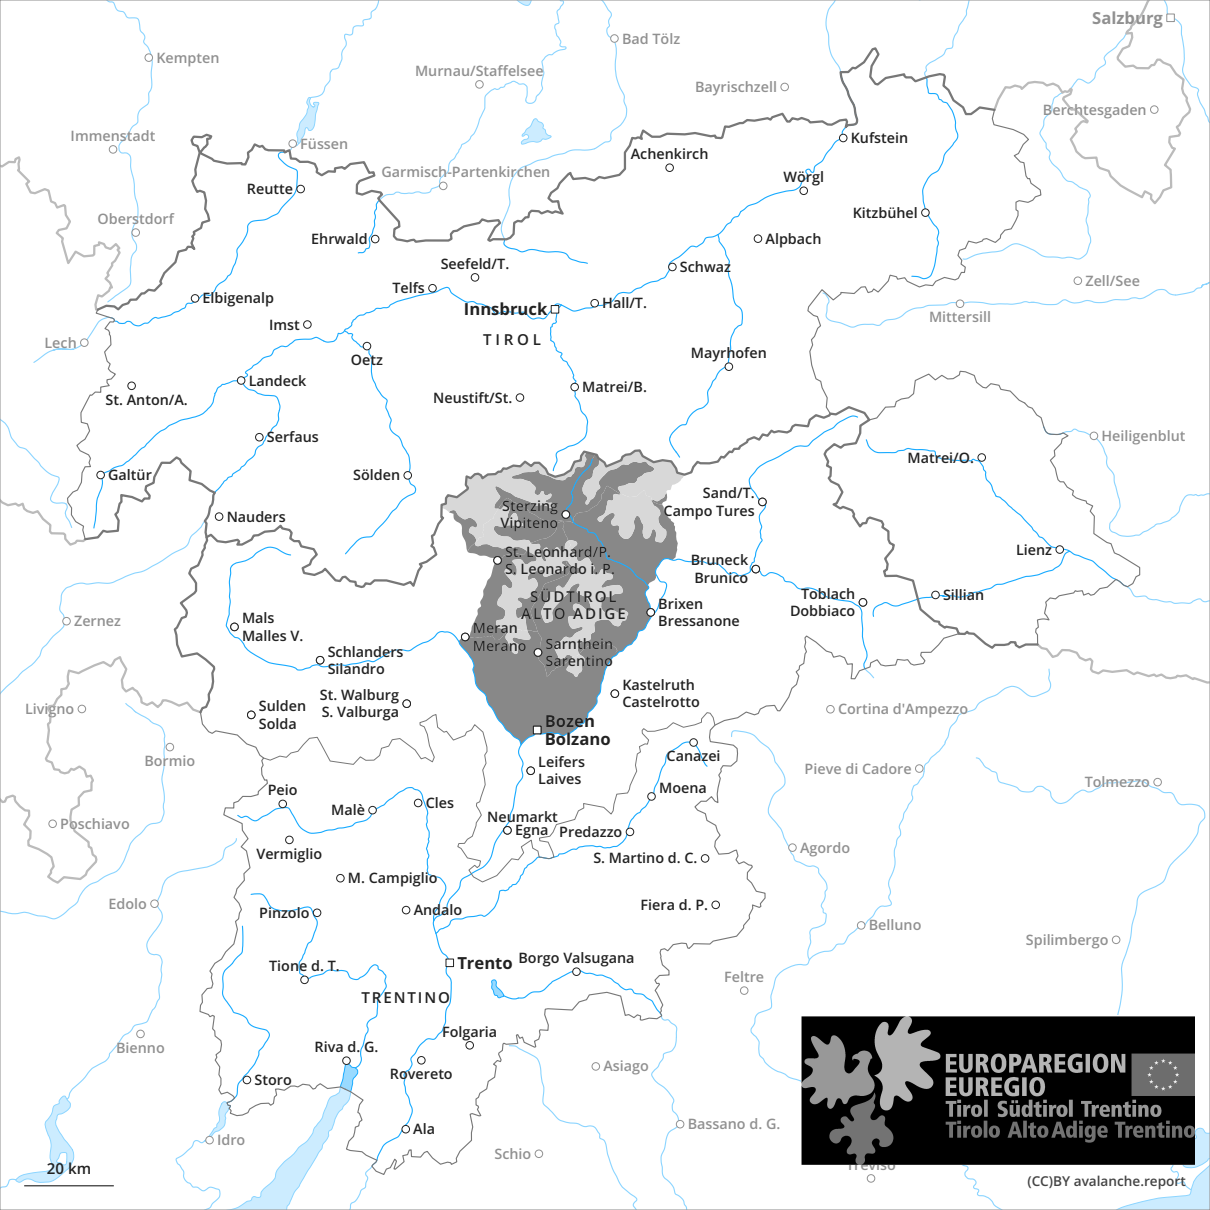 Salzburg
Bad Tölz
Kempten
Murnau/Staffelsee
Bayrischzell
Berchtesgaden
Immenstadt
Füssen
Kufstein
Achenkirch
Garmisch-Partenkirchen
Wörgl
Reutte
Oberstdorf
Kitzbühel
Ehrwald
Alpbach
Seefeld/T.
Schwaz
Zell/See
Telfs
Elbigenalp
Hall/T.
Innsbruck
Mittersill
Imst
Lech
TIROL
Mayrhofen
Oetz
Landeck
Matrei/B.
St. Anton/A.
Neustift/St.
Serfaus
Heiligenblut
Matrei/O.
Galtür
Sölden
Sand/T.
Campo Tures
Sterzing
Vipiteno
Nauders
Lienz
St. Leonhard/P.
S. Leonardo i. P.
Bruneck
Brunico
Toblach
Dobbiaco
Sillian
SÜDTIROL
ALTO ADIGE
Brixen
Bressanone
Zernez
Mals
Malles V.
Meran
Merano
Sarnthein
Sarentino
Schlanders
Silandro
Kastelruth
Castelrotto
St. Walburg
S. Valburga
Livigno
Sulden
Solda
Cortina d'Ampezzo
Bozen
Bolzano
Canazei
Bormio
Leifers
Laives
Pieve di Cadore
Tolmezzo
Peio
Moena
Malè
Cles
Neumarkt
Egna
Predazzo
Poschiavo
Vermiglio
Agordo
S. Martino d. C.
M. Campiglio
Edolo
Pinzolo
Andalo
Fiera d. P.
Belluno
Spilimbergo
Trento
Borgo Valsugana
Tione d. T.
Feltre
TRENTINO
Folgaria
Bienno
Riva d. G.
Rovereto
Asiago
Storo
EUROPAREGION
EUREGIO
Tirol Südtirol Trentino
Tirolo Alto Adige Trentino
Ala
Bassano d. G.
Idro
Schio
Treviso
20 km
(CC)BY avalanche.report